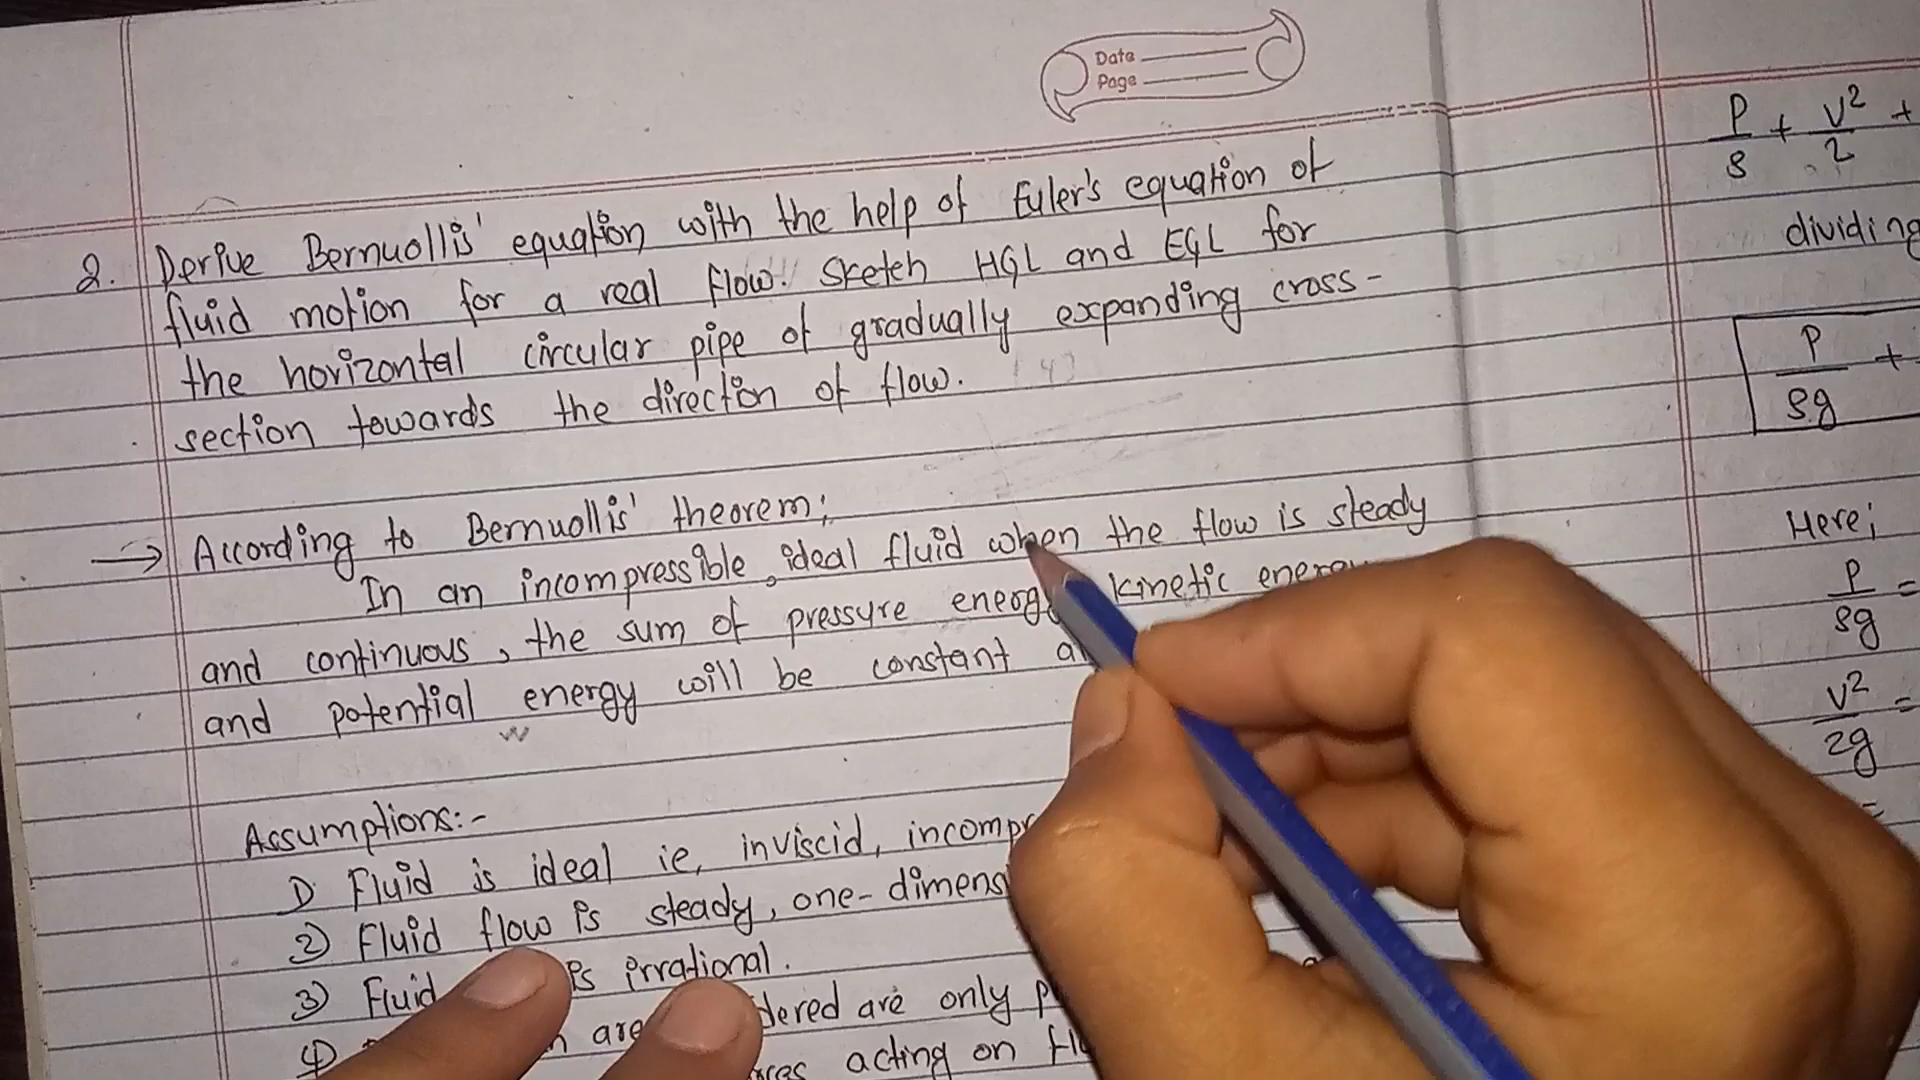 Date
Page
2. Derive Bernuollis' equation with the help of Euler's equation of
fluid motion for a real flow. Sketch HGL and EGL for
the horizontal circular pipe of gradually expanding cross-
section towards the direction of flow.
→ According to Bernuollis' theorem;
In an incompressible, ideal fluid when the flow is steady
and continuous, the sum of pressure energy kinetic energy
and potential energy will be constant
Assumptions:-
1) Fluid is ideal ie, inviscid,
2) Fluid flow is steady,
3) Fluid is irrational.
4) are only
acting on
P/ρ + V²/2 +
dividing
P/ρg +
Here;
P/ρg =
V²/2g =